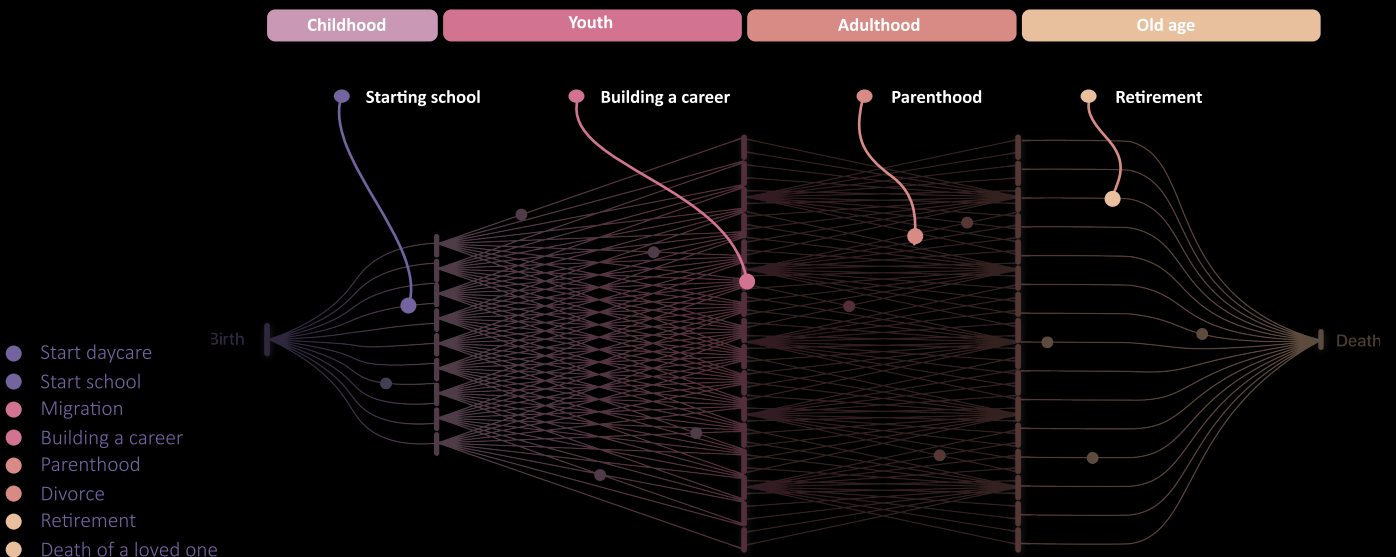 Childhood
Youth
Adulthood
Old age
Starting school
Building a career
Parenthood
Retirement
Birth
Death
Start daycare
Start school
Migration
Building a career
Parenthood
Divorce
Retirement
Death of a loved one